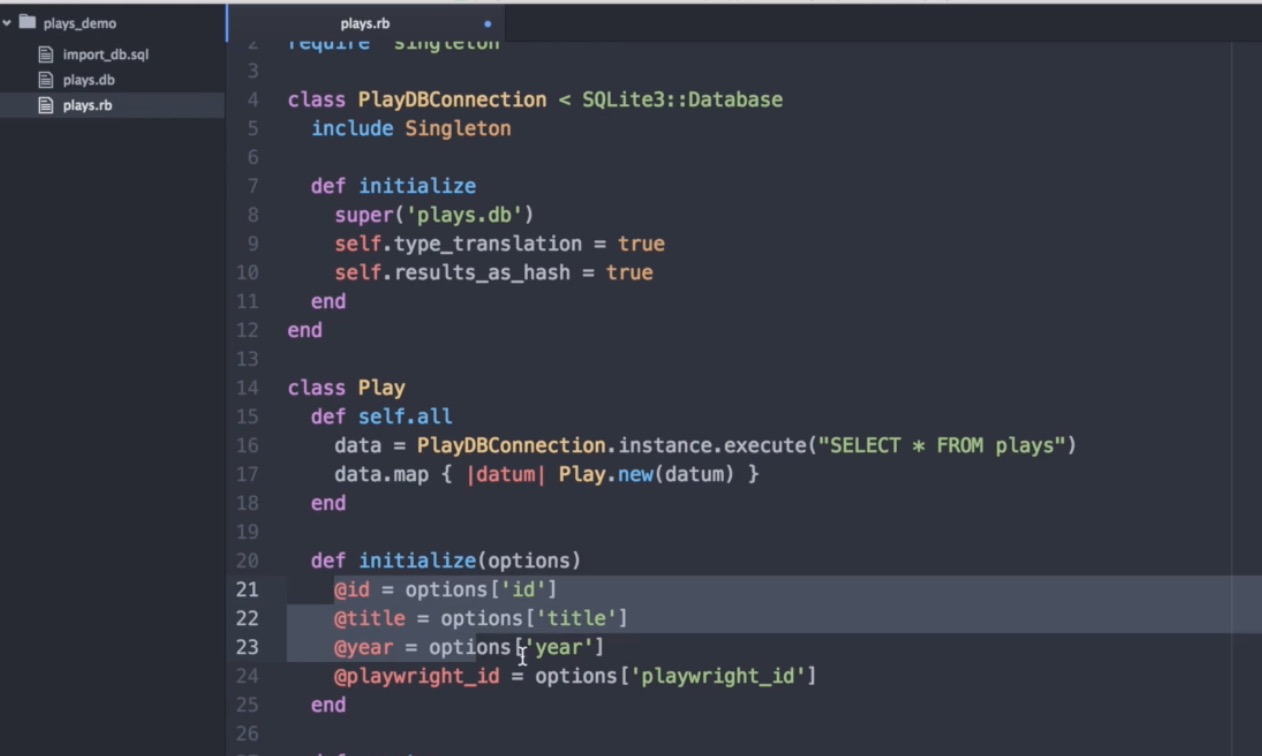 plays_demo
import_db.sql
plays.db
plays.rb
plays.rb
2 require 'singleton'
3
4 class PlayDBConnection < SQLite3::Database
5   include Singleton
6
7   def initialize
8     super('plays.db')
9     self.type_translation = true
10     self.results_as_hash = true
11   end
12 end
13
14 class Play
15   def self.all
16     data = PlayDBConnection.instance.execute("SELECT * FROM plays")
17     data.map { |datum| Play.new(datum) }
18   end
19
20   def initialize(options)
21     @id = options['id']
22     @title = options['title']
23     @year = options['year']
24     @playwright_id = options['playwright_id']
25   end
26